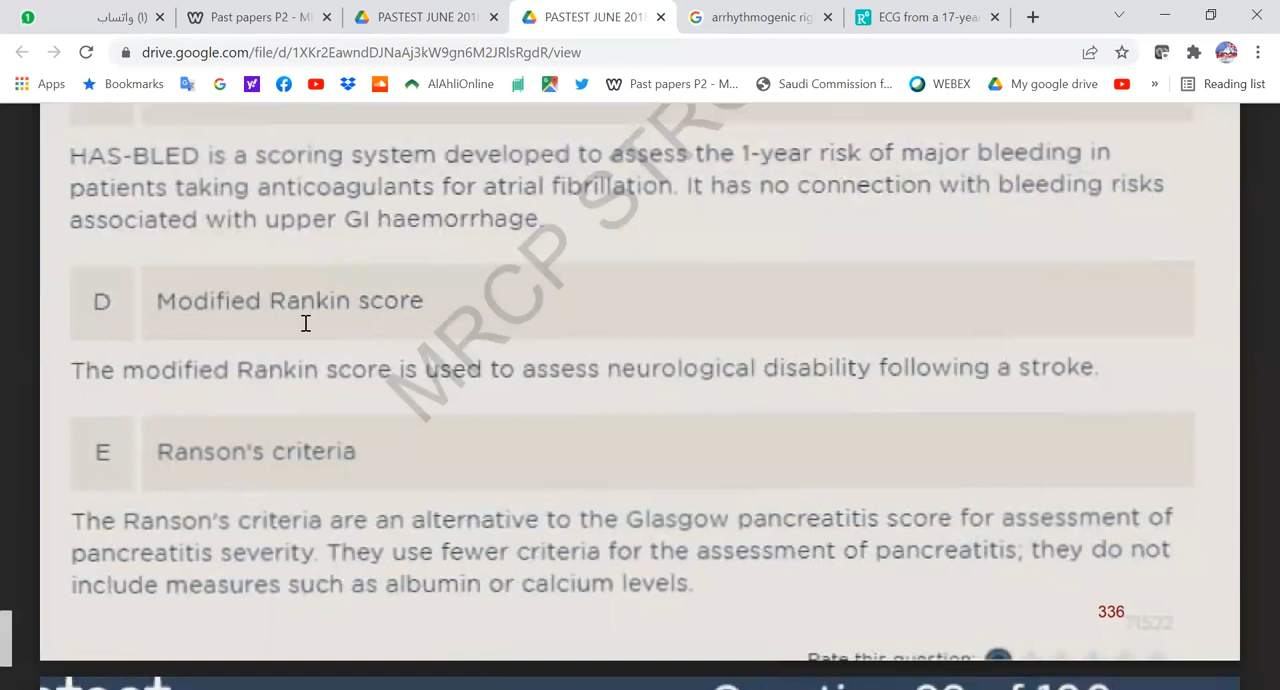 (١) واتساب
Past papers P2 - M
PASTEST JUNE 201
PASTEST JUNE 201
arrhythmogenic rig
ECG from a 17-yea
drive.google.com/file/d/1XKr2EawndDJNaAj3kW9gn6M2JRlsRgdR/view
Apps Bookmarks AlAhliOnline Past papers P2 - M... Saudi Commission f... WEBEX My google drive » Reading list
HAS-BLED is a scoring system developed to assess the 1-year risk of major bleeding in
patients taking anticoagulants for atrial fibrillation. It has no connection with bleeding risks
associated with upper GI haemorrhage.
D Modified Rankin score
The modified Rankin score is used to assess neurological disability following a stroke.
E Ranson's criteria
The Ranson's criteria are an alternative to the Glasgow pancreatitis score for assessment of
pancreatitis severity. They use fewer criteria for the assessment of pancreatitis; they do not
include measures such as albumin or calcium levels.
336
71522
Rate this question:
MRCP STR